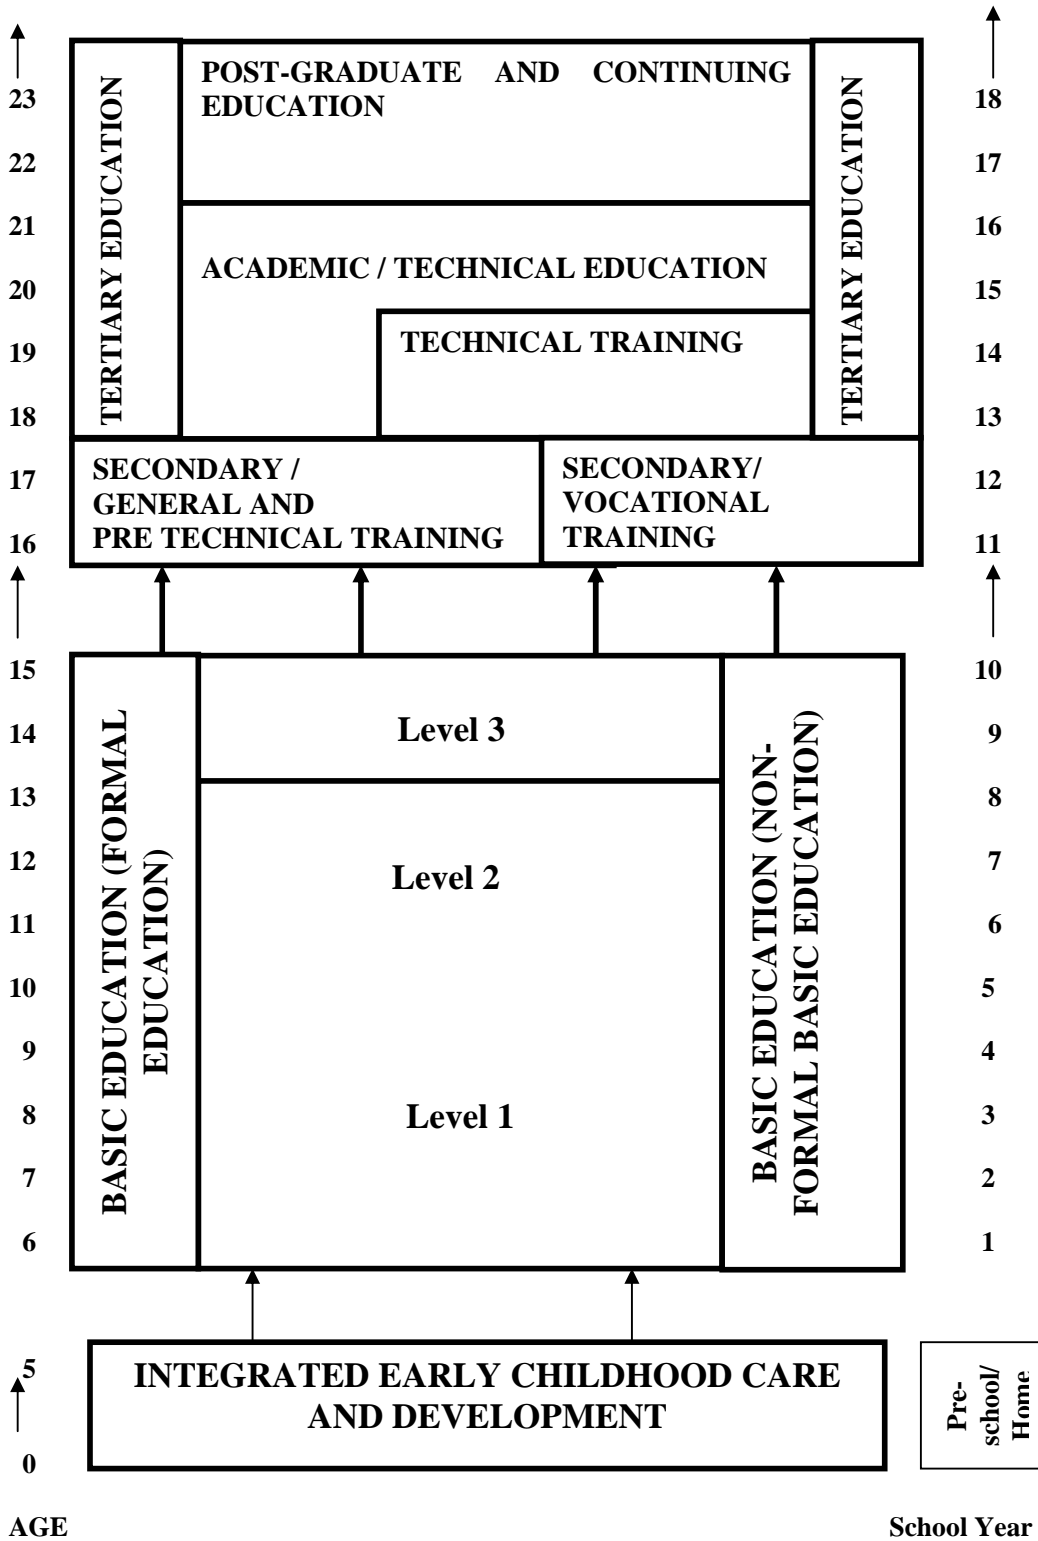 POST-GRADUATE AND CONTINUING
EDUCATION
23
18
TERTIARY EDUCATION
TERTIARY EDUCATION
22
17
21
16
ACADEMIC / TECHNICAL EDUCATION
20
15
TECHNICAL TRAINING
19
14
18
13
SECONDARY /
GENERAL AND
PRE TECHNICAL TRAINING
SECONDARY/
VOCATIONAL
TRAINING
17
12
16
11
15
10
Level 3
14
9
13
8
BASIC EDUCATION (FORMAL
EDUCATION)
BASIC EDUCATION (NON-
FORMAL BASIC EDUCATION)
12
7
Level 2
11
6
10
5
9
4
Level 1
8
3
7
2
6
1
INTEGRATED EARLY CHILDHOOD CARE
AND DEVELOPMENT
5
Pre-
school/
Home
0
AGE
School Year